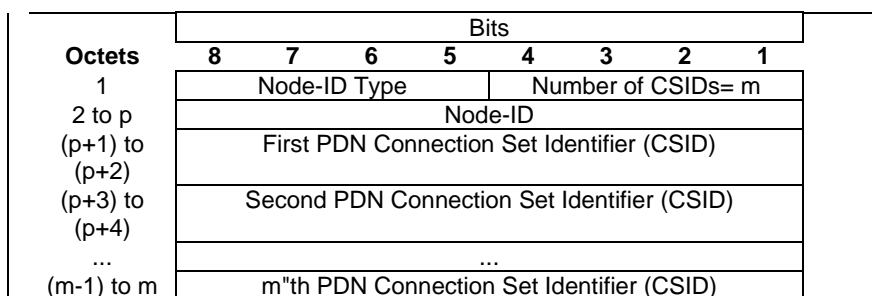 Bits
Octets 8 7 6 5 4 3 2 1
1 Node-ID Type Number of CSIDs= m
2 to p Node-ID
(p+1) to First PDN Connection Set Identifier (CSID)
(p+2)
(p+3) to Second PDN Connection Set Identifier (CSID)
(p+4)
... ...
(m-1) to m m"th PDN Connection Set Identifier (CSID)